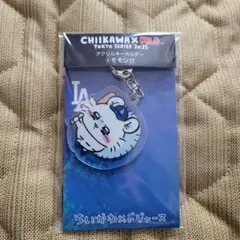 CHIIKAWA × MLB
TOKYO SERIES 2025
アクリルキーホルダー
モモンガ
LA
ちいかわ×ドジャース